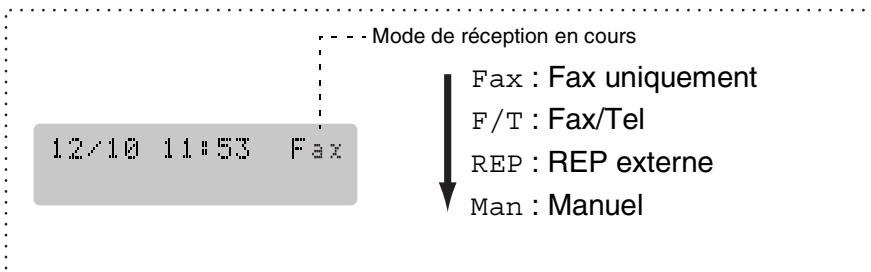 Mode de réception en cours
12/10 11:53 Fax
Fax : Fax uniquement
F/T : Fax/Tel
REP : REP externe
Man : Manuel